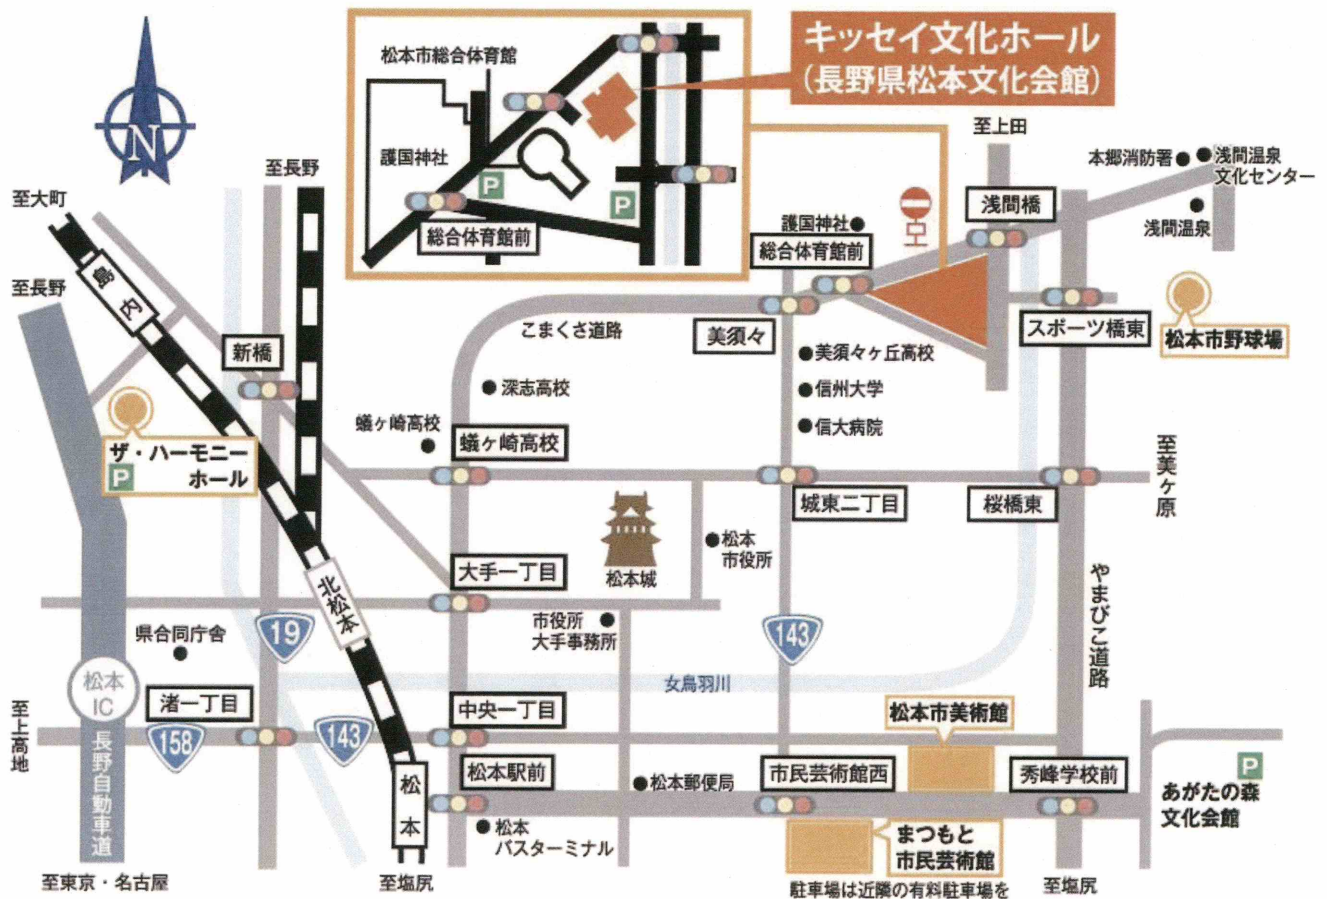 キッセイ文化ホール
(長野県松本文化会館)
松本市総合体育館
護国神社
P
P
総合体育館前
N
至上田
本郷消防署
浅間温泉
文化センター
浅間温泉
浅間橋
護国神社
総合体育館前
至長野
至大町
至長野
島内
新橋
こまくさ道路
美須々
スポーツ橋東
松本市野球場
美須々ヶ丘高校
信州大学
信大病院
深志高校
蟻ヶ崎高校
蟻ヶ崎高校
ザ・ハーモニー
P ホール
城東二丁目
桜橋東
至美ヶ原
松本
市役所
松本城
大手一丁目
北松本
市役所
大手事務所
やまびこ道路
県合同庁舎
19
143
松本
IC
女鳥羽川
渚一丁目
中央一丁目
松本市美術館
至上高地
158
143
長野自動車道
松本
松本駅前
松本郵便局
市民芸術館西
秀峰学校前
P
あがたの森
文化会館
松本
バスターミナル
まつもと
市民芸術館
至東京・名古屋
至塩尻
駐車場は近隣の有料駐車場を
至塩尻